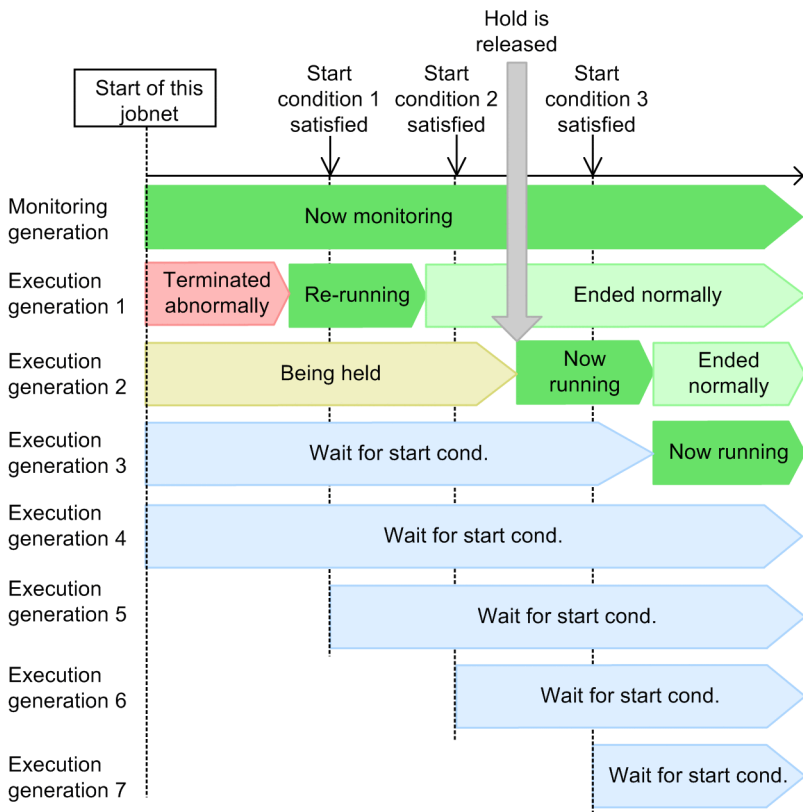 Hold is
released
Start of this
jobnet
Start
condition 1
satisfied
Start
condition 2
satisfied
Start
condition 3
satisfied
Monitoring
generation
Now monitoring
Execution
generation 1
Terminated
abnormally
Re-running
Ended normally
Execution
generation 2
Being held
Now
running
Ended
normally
Execution
generation 3
Wait for start cond.
Now running
Execution
generation 4
Wait for start cond.
Execution
generation 5
Wait for start cond.
Execution
generation 6
Wait for start cond.
Execution
generation 7
Wait for start cond.